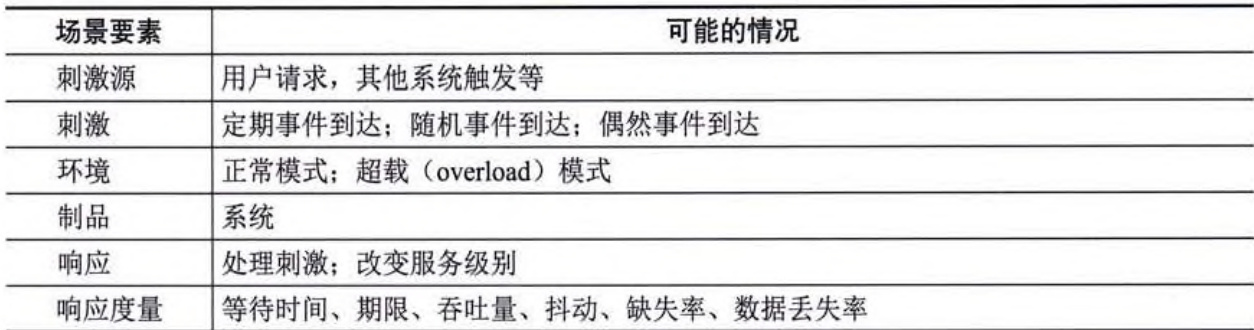 场景要素 可能的情况
刺激源 用户请求，其他系统触发等
刺激 定期事件到达；随机事件到达；偶然事件到达
环境 正常模式；超载（overload）模式
制品 系统
响应 处理刺激；改变服务级别
响应度量 等待时间、期限、吞吐量、抖动、缺失率、数据丢失率